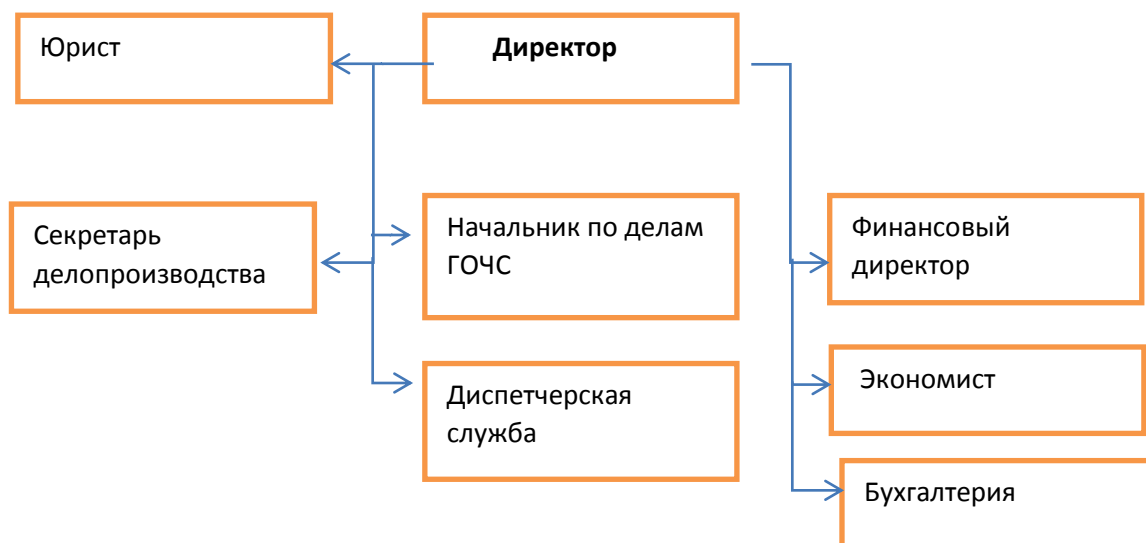 Юрист
Директор
Секретарь
делопроизводства
Начальник по делам
ГОЧС
Финансовый
директор
Диспетчерская
служба
Экономист
Бухгалтерия